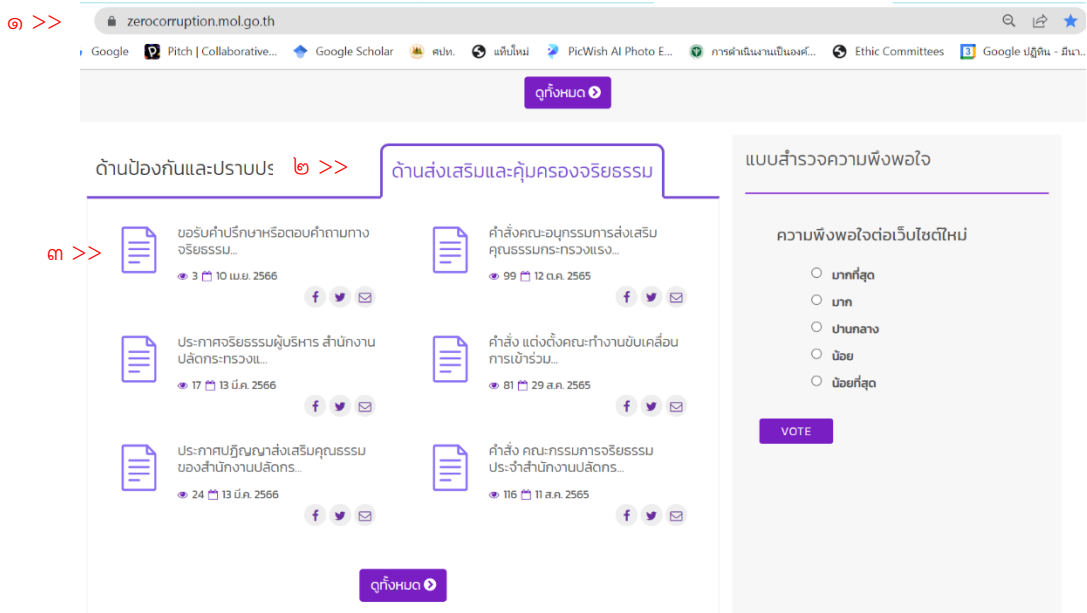 ๑ >>
zerocorruption.mol.go.th
Google Pitch | Collaborative... Google Scholar ศปท. แท็บใหม่ PicWish AI Photo E... การดำเนินงานเป็นองค์... Ethic Committees Google ปฏิทิน - มีนา...
ดูทั้งหมด
ด้านป้องกันและปราบปร
๒ >>
ด้านส่งเสริมและคุ้มครองจริยธรรม
๓ >>
ขอรับคำปรึกษาหรือตอบคำถามทาง
จริยธรรม...
3 10 เม.ย. 2566
คำสั่งคณะอนุกรรมการส่งเสริม
คุณธรรมกระทรวงแรง...
99 12 ต.ค. 2565
ประกาศจริยธรรมผู้บริหาร สำนักงาน
ปลัดกระทรวงแ...
17 13 มี.ค. 2566
คำสั่ง แต่งตั้งคณะทำงานขับเคลื่อน
การเข้าร่วม...
81 29 ส.ค. 2565
ประกาศปฏิญญาส่งเสริมคุณธรรม
ของสำนักงานปลัดกร...
24 13 มี.ค. 2566
คำสั่ง คณะกรรมการจริยธรรม
ประจำสำนักงานปลัดกร...
116 11 ส.ค. 2565
ดูทั้งหมด
แบบสำรวจความพึงพอใจ
ความพึงพอใจต่อเว็บไซต์ใหม่
มากที่สุด
มาก
ปานกลาง
น้อย
น้อยที่สุด
VOTE